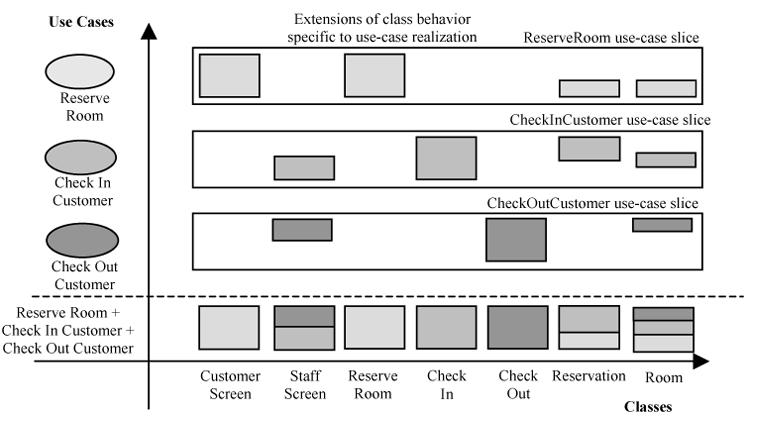 Use Cases
Extensions of class behavior
specific to use-case realization
ReserveRoom use-case slice
Reserve
Room
CheckInCustomer use-case slice
Check In
Customer
CheckOutCustomer use-case slice
Check Out
Customer
Reserve Room +
Check In Customer +
Check Out Customer
Customer
Screen
Staff
Screen
Reserve
Room
Check
In
Check
Out
Reservation
Room
Classes